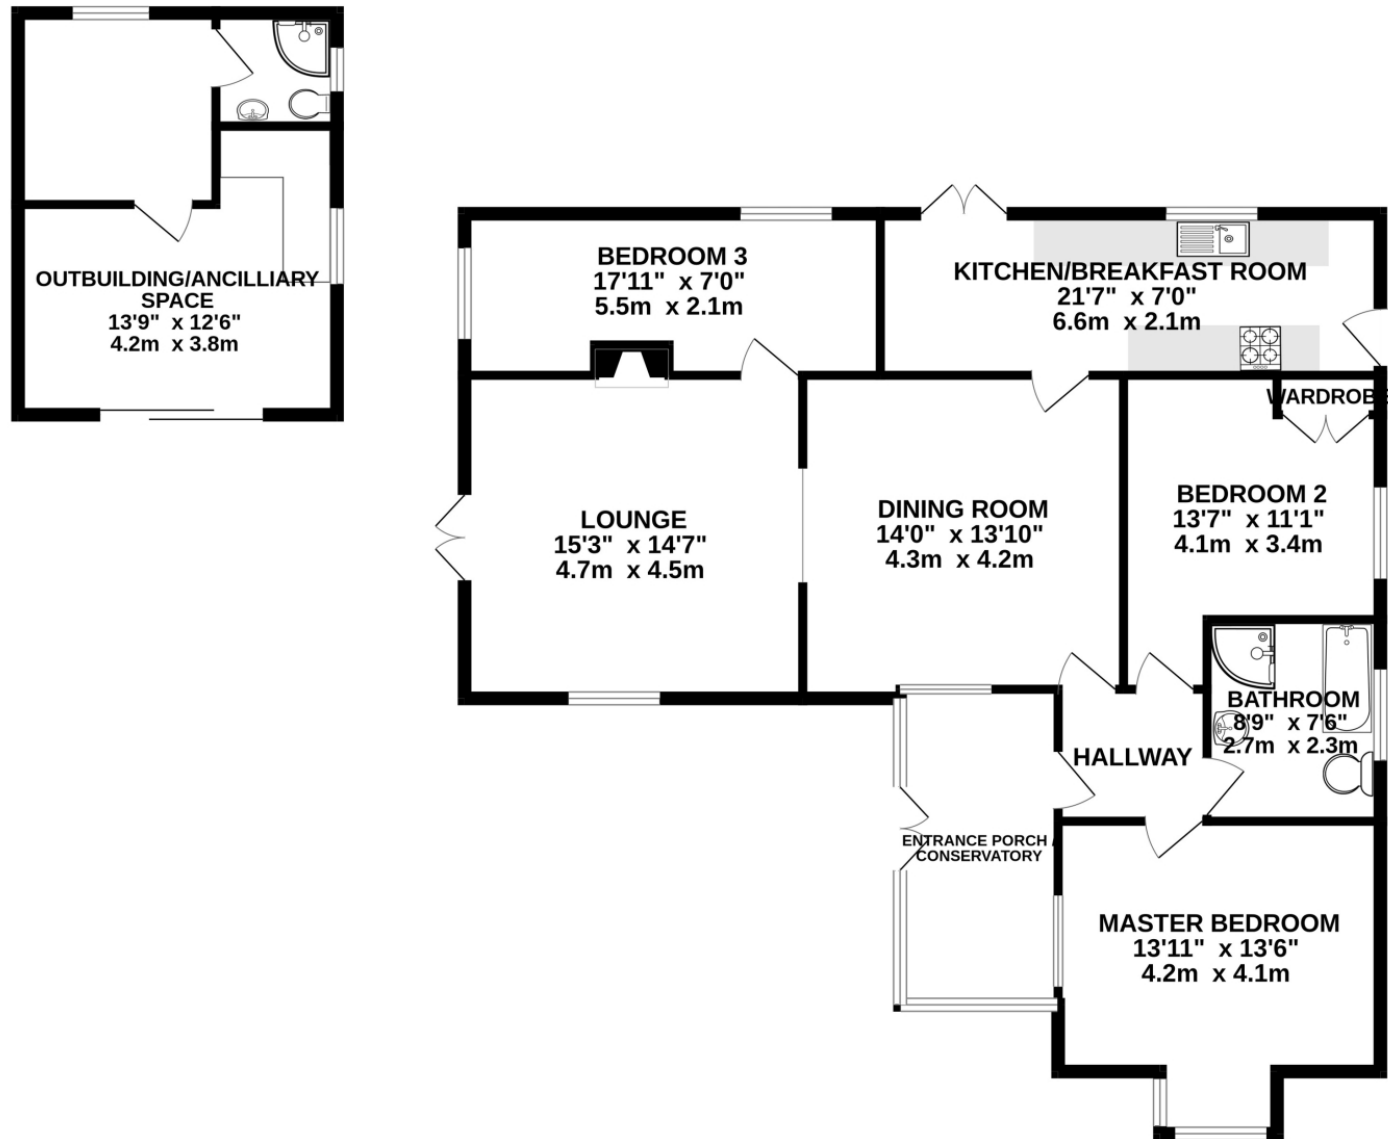 OUTBUILDING/ANCILLIARY
SPACE
13'9" x 12'6"
4.2m x 3.8m
BEDROOM 3
17'11" x 7'0"
5.5m x 2.1m
KITCHEN/BREAKFAST ROOM
21'7" x 7'0"
6.6m x 2.1m
WARDROBE
LOUNGE
15'3" x 14'7"
4.7m x 4.5m
DINING ROOM
14'0" x 13'10"
4.3m x 4.2m
BEDROOM 2
13'7" x 11'1"
4.1m x 3.4m
BATHROOM
8'9" x 7'6"
2.7m x 2.3m
HALLWAY
ENTRANCE PORCH /
CONSERVATORY
MASTER BEDROOM
13'11" x 13'6"
4.2m x 4.1m